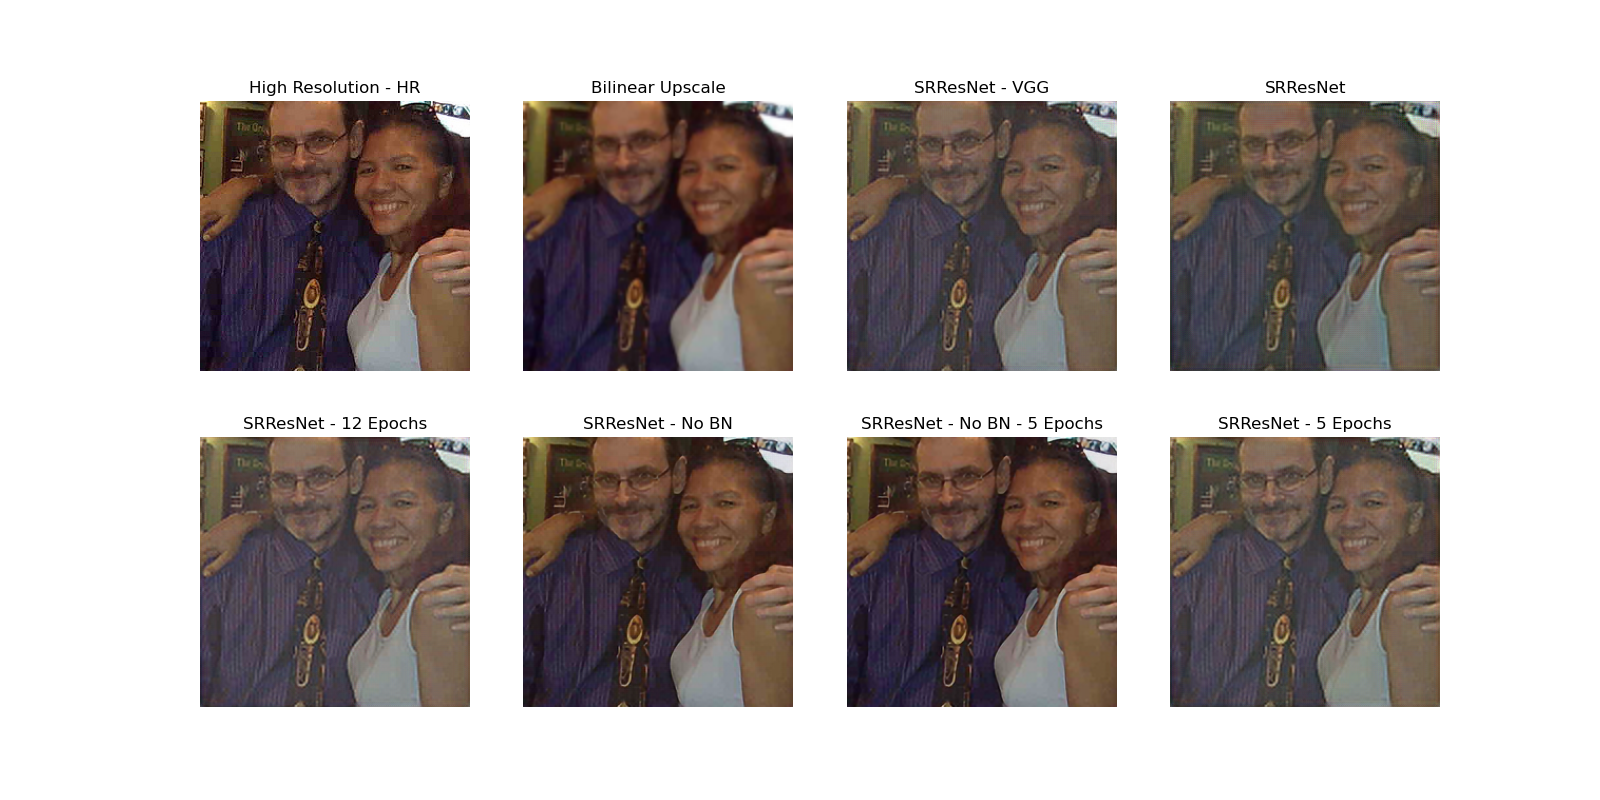 High Resolution - HR
Bilinear Upscale
SRResNet - VGG
SRResNet
SRResNet - 12 Epochs
SRResNet - No BN
SRResNet - No BN - 5 Epochs
SRResNet - 5 Epochs